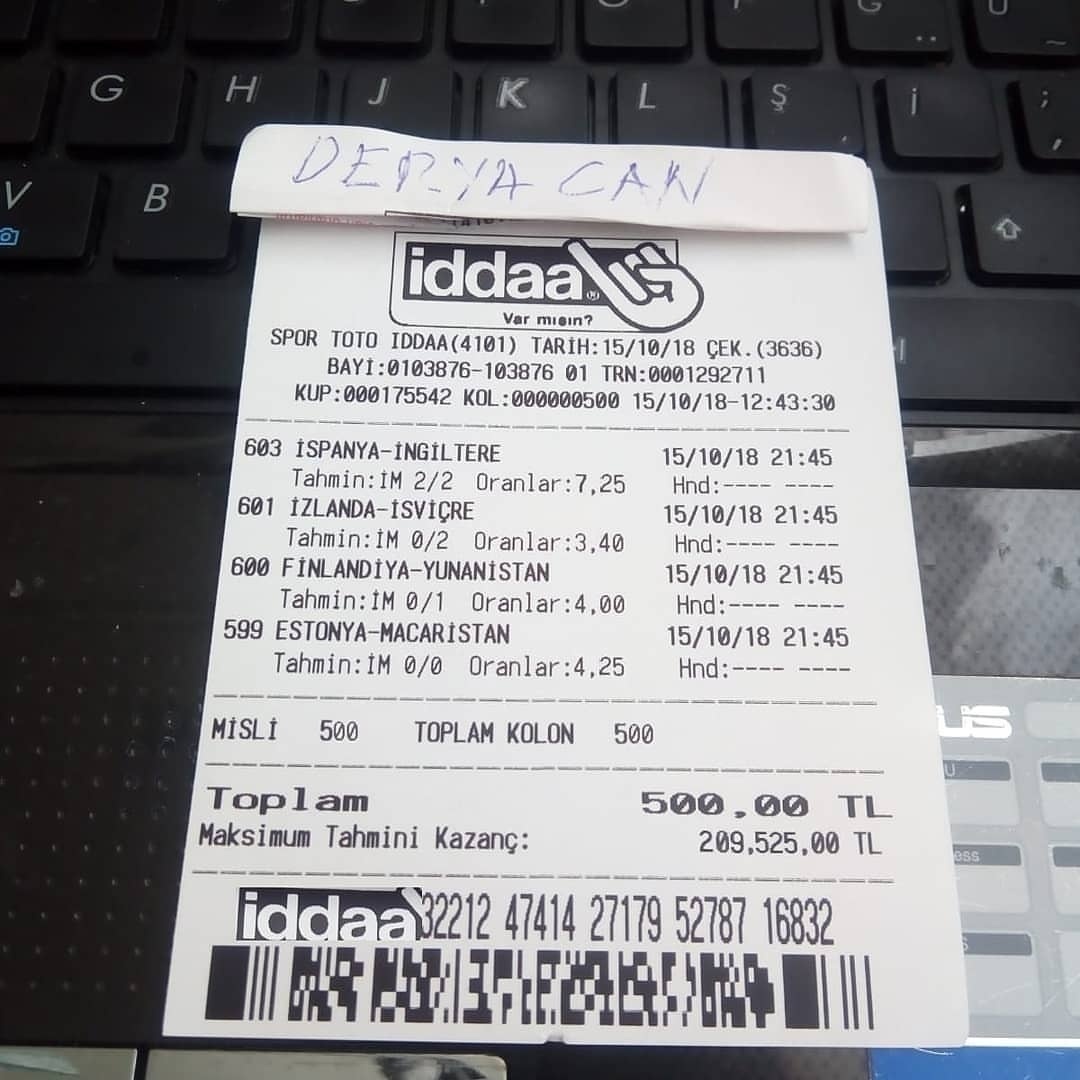 G H J K L Ş İ ;
V B
DERYA CAN
iddaa
Var mısın?
SPOR TOTO IDDAA(4101) TARİH:15/10/18 ÇEK.(3636)
BAYİ:0103876-103876 01 TRN:0001292711
KUP:000175542 KOL:000000500 15/10/18-12:43:30
603 İSPANYA-İNGİLTERE 15/10/18 21:45
Tahmin:İM 2/2 Oranlar:7,25 Hnd:---- ----
601 İZLANDA-İSVİÇRE 15/10/18 21:45
Tahmin:İM 0/2 Oranlar:3,40 Hnd:---- ----
600 FİNLANDİYA-YUNANİSTAN 15/10/18 21:45
Tahmin:İM 0/1 Oranlar:4,00 Hnd:---- ----
599 ESTONYA-MACARİSTAN 15/10/18 21:45
Tahmin:İM 0/0 Oranlar:4,25 Hnd:---- ----
MİSLİ 500 TOPLAM KOLON 500
Toplam 500,00 TL
Maksimum Tahmini Kazanç: 209.525,00 TL
iddaa 32212 47414 27179 52787 16832